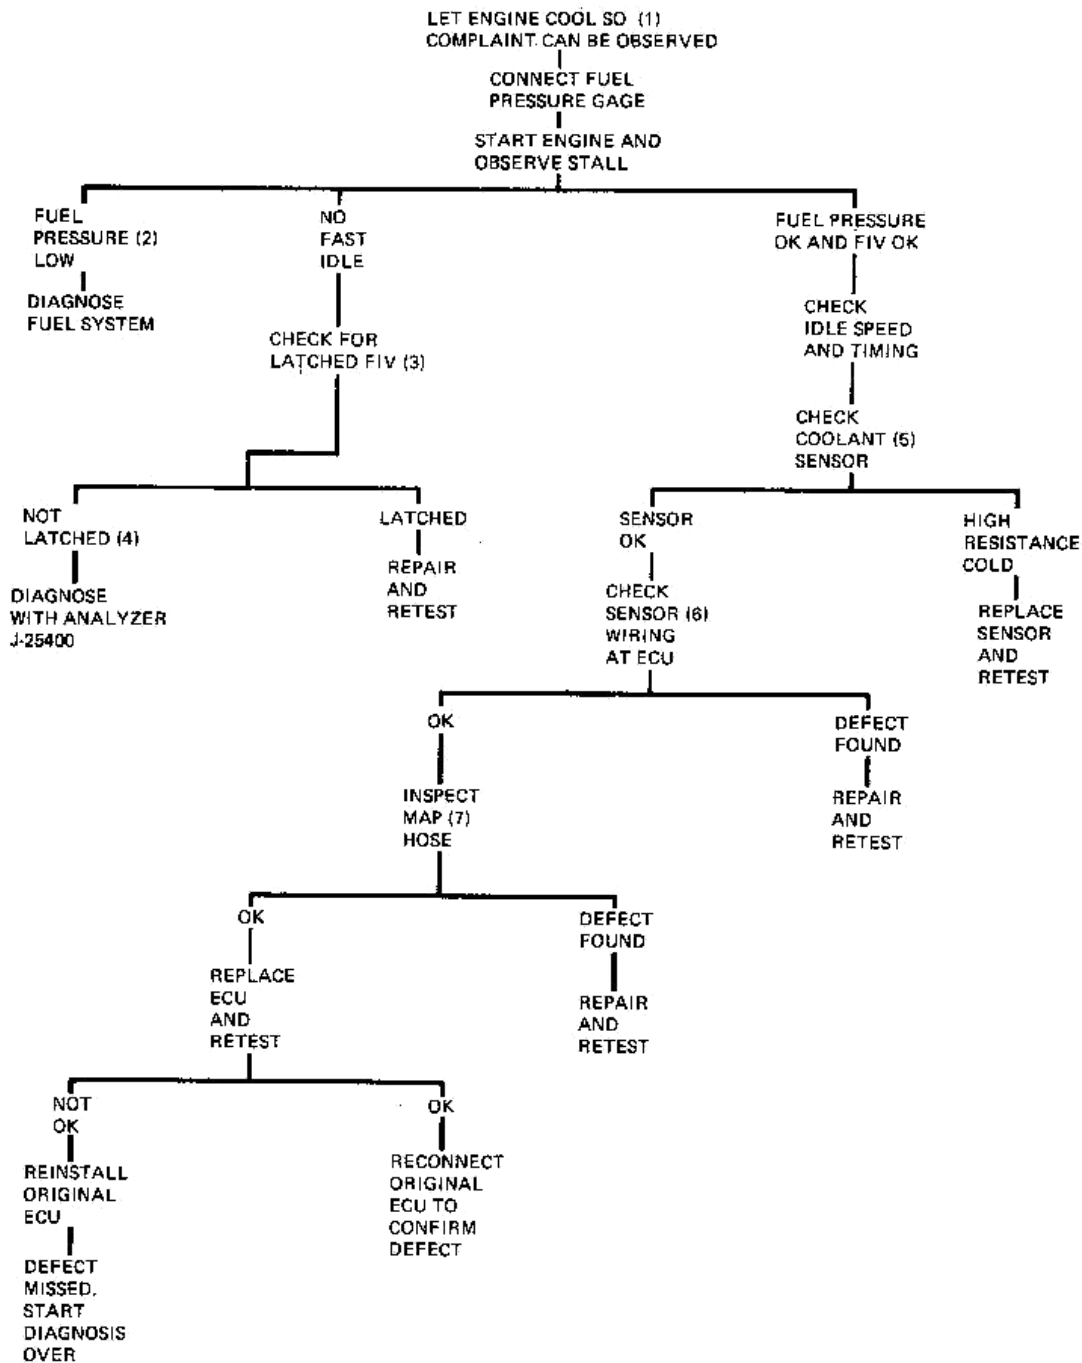 LET ENGINE COOL SO (1)
COMPLAINT CAN BE OBSERVED
CONNECT FUEL
PRESSURE GAGE
START ENGINE AND
OBSERVE STALL
FUEL
PRESSURE (2)
LOW
DIAGNOSE
FUEL SYSTEM
NO
FAST
IDLE
CHECK FOR
LATCHED FIV (3)
NOT
LATCHED (4)
DIAGNOSE
WITH ANALYZER
J-25400
LATCHED
REPAIR
AND
RETEST
FUEL PRESSURE
OK AND FIV OK
CHECK
IDLE SPEED
AND TIMING
CHECK
COOLANT (5)
SENSOR
SENSOR
OK
CHECK
SENSOR (6)
WIRING
AT ECU
HIGH
RESISTANCE
COLD
REPLACE
SENSOR
AND
RETEST
OK
INSPECT
MAP (7)
HOSE
DEFECT
FOUND
REPAIR
AND
RETEST
OK
REPLACE
ECU
AND
RETEST
DEFECT
FOUND
REPAIR
AND
RETEST
NOT
OK
REINSTALL
ORIGINAL
ECU
DEFECT
MISSED,
START
DIAGNOSIS
OVER
OK
RECONNECT
ORIGINAL
ECU TO
CONFIRM
DEFECT